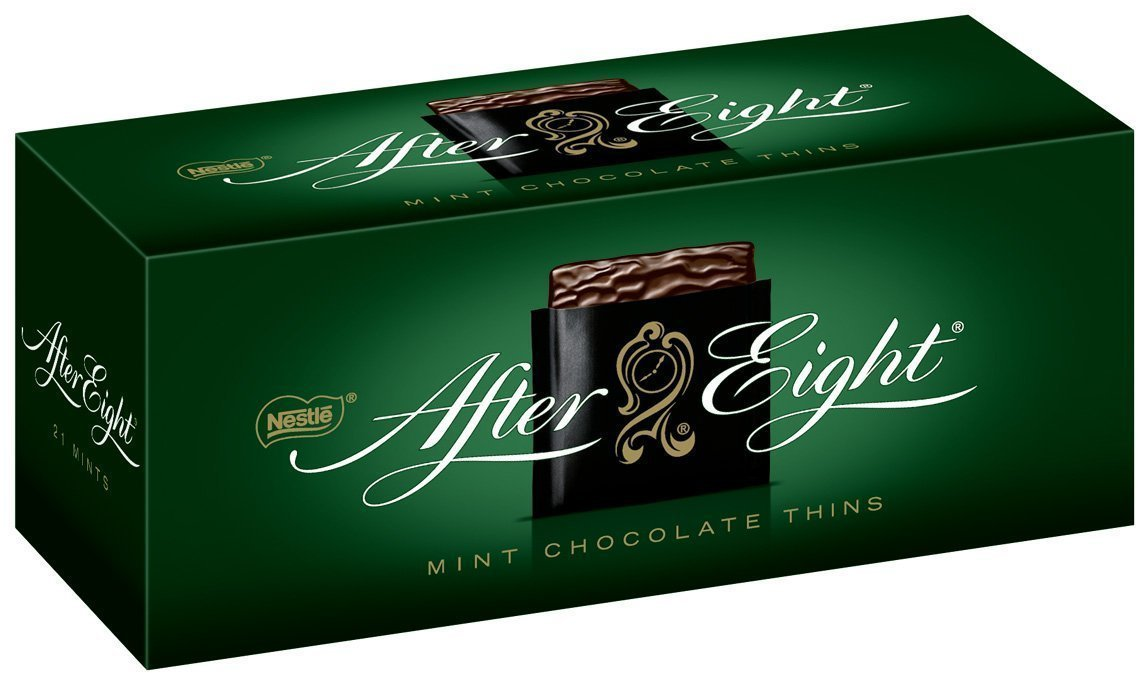 Nestlé®
After Eight®
®
MINT CHOCOLATE THINS
After Eight
21 MINTS
Nestlé®
After Eight®
®
MINT CHOCOLATE THINS